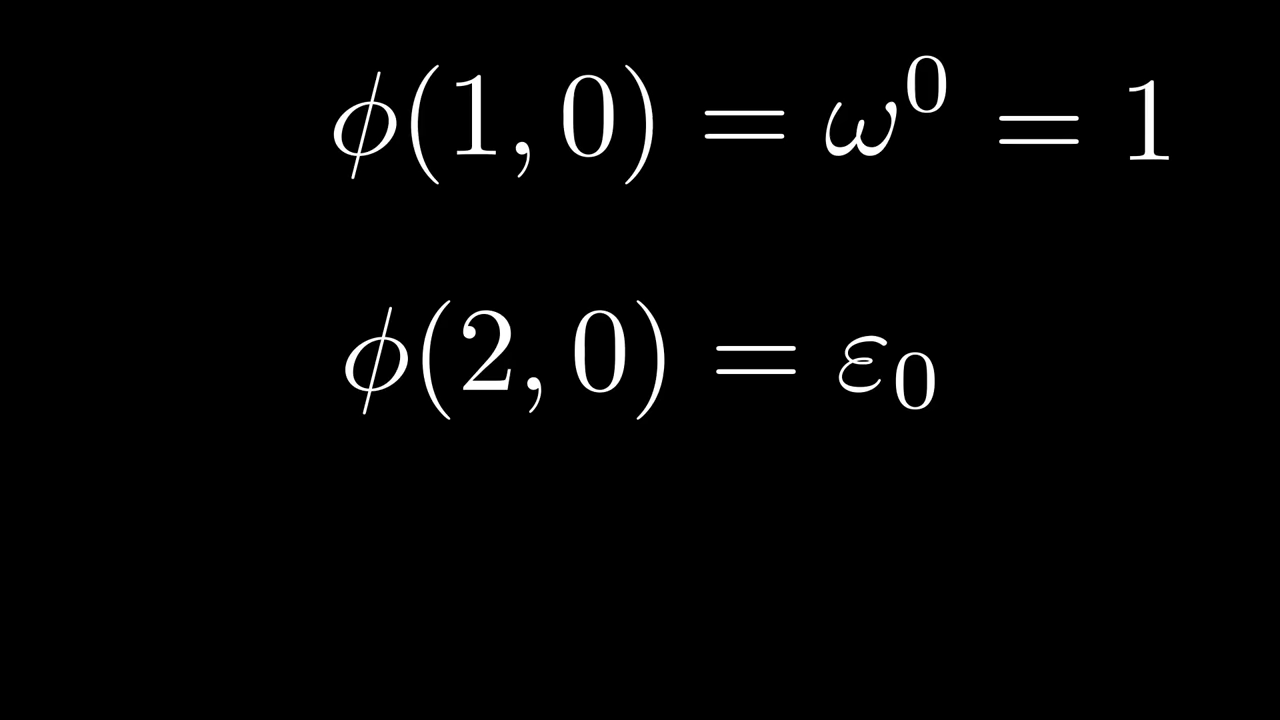 ϕ(1, 0) = ω⁰ = 1
ϕ(2, 0) = ε₀